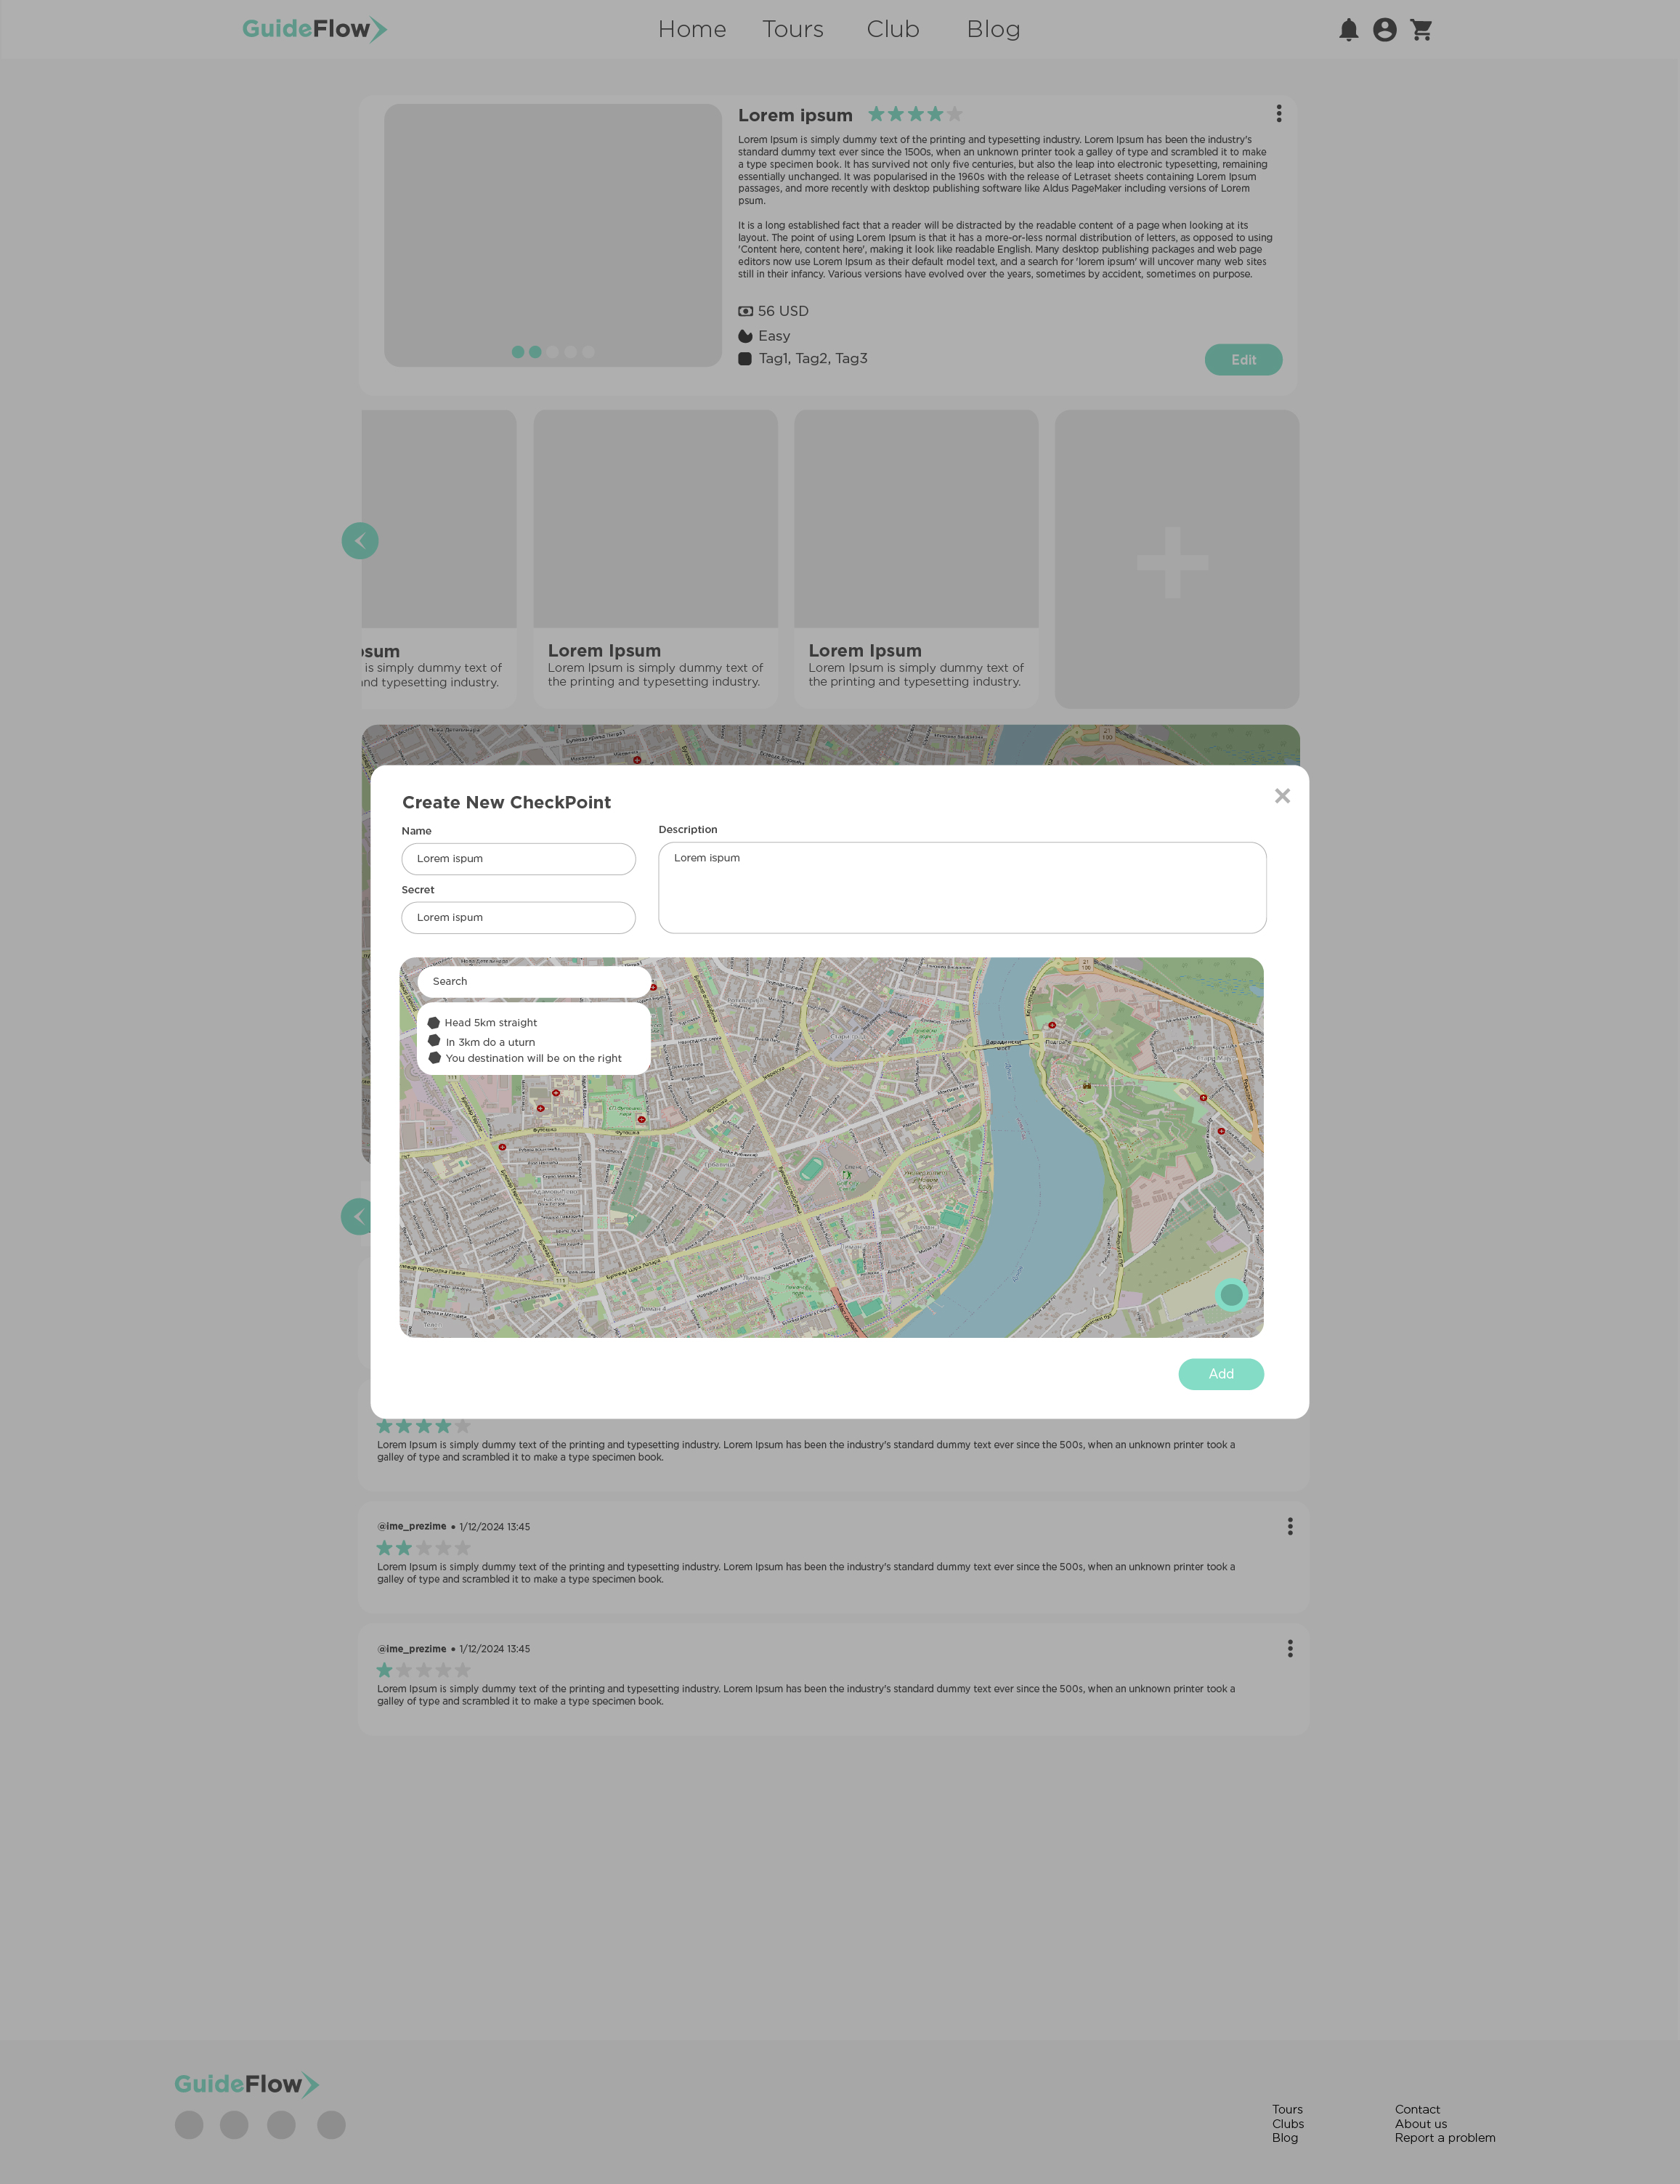 GuideFlow
Home Tours Club Blog
Lorem ipsum
Lorem Ipsum is simply dummy text of the printing and typesetting industry. Lorem Ipsum has been the industry's
standard dummy text ever since the 1500s, when an unknown printer took a galley of type and scrambled it to make
a type specimen book. It has survived not only five centuries, but also the leap into electronic typesetting, remaining
essentially unchanged. It was popularised in the 1960s with the release of Letraset sheets containing Lorem Ipsum
passages, and more recently with desktop publishing software like Aldus PageMaker including versions of Lorem
psum.
It is a long established fact that a reader will be distracted by the readable content of a page when looking at its
layout. The point of using Lorem Ipsum is that it has a more-or-less normal distribution of letters, as opposed to using
'Content here, content here', making it look like readable English. Many desktop publishing packages and web page
editors now use Lorem Ipsum as their default model text, and a search for 'lorem ipsum' will uncover many web sites
still in their infancy. Various versions have evolved over the years, sometimes by accident, sometimes on purpose.
56 USD
Easy
Tag1, Tag2, Tag3
Edit
sum
is simply dummy text of
nd typesetting industry.
Lorem Ipsum
Lorem Ipsum is simply dummy text of
the printing and typesetting industry.
Lorem Ipsum
Lorem Ipsum is simply dummy text of
the printing and typesetting industry.
21
130
Create New CheckPoint
Name
Lorem ispum
Secret
Lorem ispum
Description
Lorem ispum
Search
Head 5km straight
In 3km do a uturn
You destination will be on the right
21
100
Футошка
111
Add
Lorem Ipsum is simply dummy text of the printing and typesetting industry. Lorem Ipsum has been the industry's standard dummy text ever since the 500s, when an unknown printer took a
galley of type and scrambled it to make a type specimen book.
@ime_prezime • 1/12/2024 13:45
Lorem Ipsum is simply dummy text of the printing and typesetting industry. Lorem Ipsum has been the industry's standard dummy text ever since the 500s, when an unknown printer took a
galley of type and scrambled it to make a type specimen book.
@ime_prezime • 1/12/2024 13:45
Lorem Ipsum is simply dummy text of the printing and typesetting industry. Lorem Ipsum has been the industry's standard dummy text ever since the 500s, when an unknown printer took a
galley of type and scrambled it to make a type specimen book.
GuideFlow
Tours
Clubs
Blog
Contact
About us
Report a problem